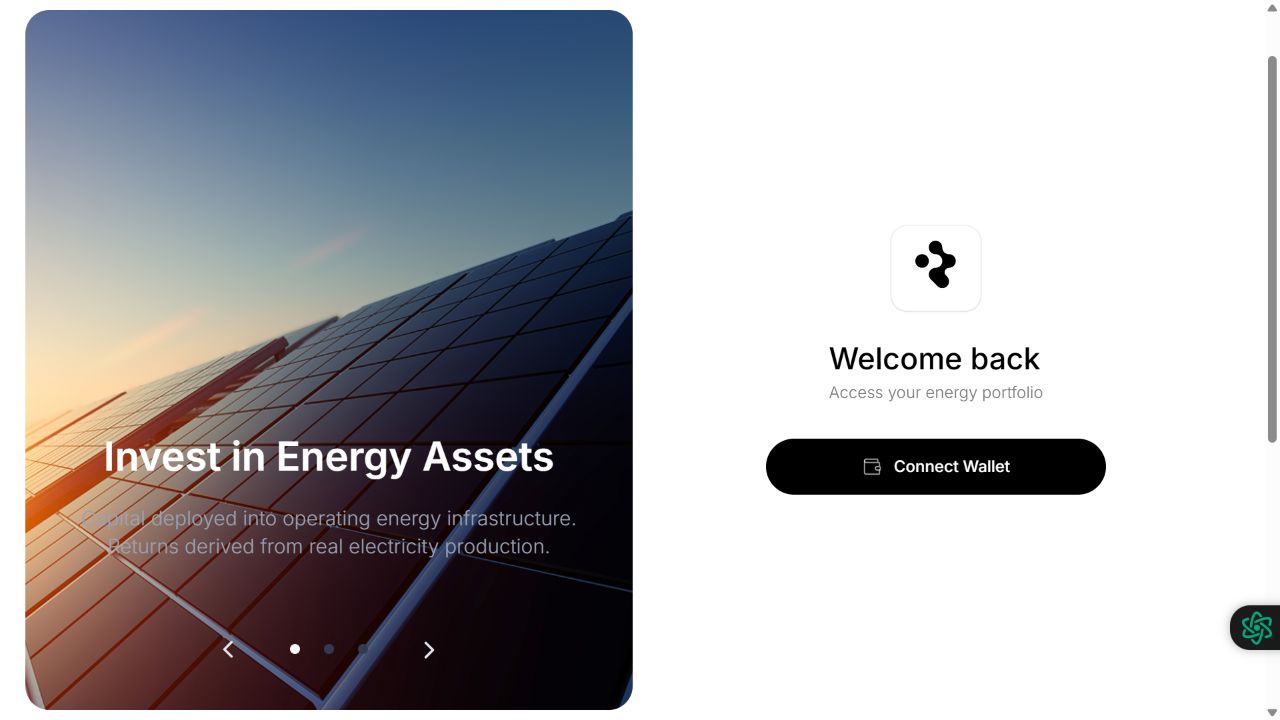 Invest in Energy Assets
Capital deployed into operating energy infrastructure.
Returns derived from real electricity production.
Welcome back
Access your energy portfolio
Connect Wallet